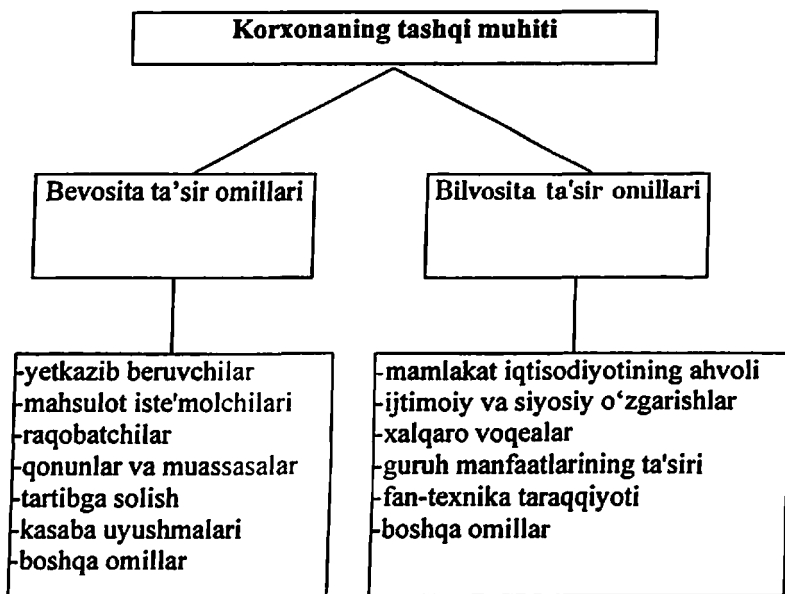 Korxonaning tashqi muhiti
Bevosita ta’sir omillari
Bilvosita ta'sir omillari
-yetkazib beruvchilar
-mahsulot iste'molchilari
-raqobatchilar
-qonunlar va muassasalar
-tartibga solish
-kasaba uyushmalari
-boshqa omillar
-mamlakat iqtisodiyotining ahvoli
-ijtimoiy va siyosiy o‘zgarishlar
-xalqaro voqealar
-guruh manfaatlarining ta'siri
-fan-texnika taraqqiyoti
-boshqa omillar